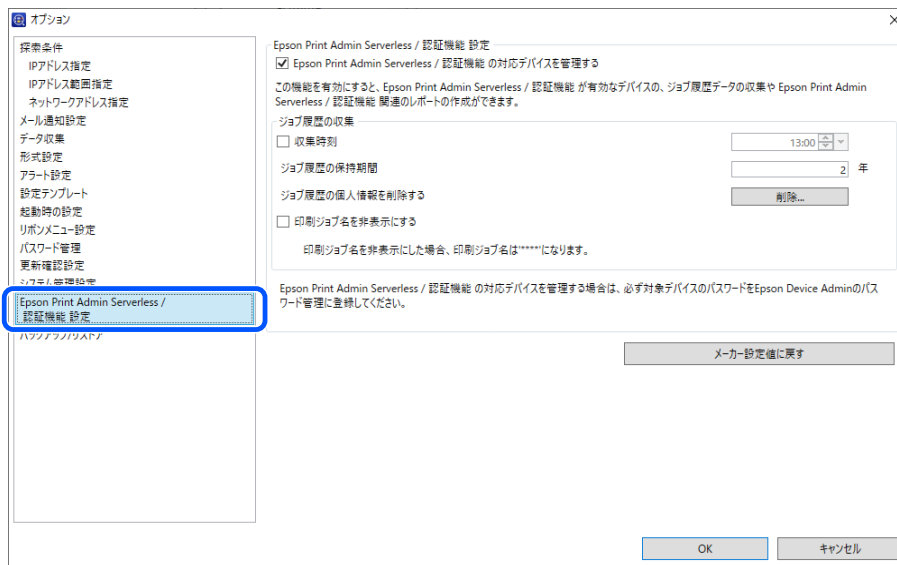 オプション
探索条件
IPアドレス指定
IPアドレス範囲指定
ネットワークアドレス指定
メール通知設定
データ収集
形式設定
アラート設定
設定テンプレート
起動時の設定
リボンメニュー設定
パスワード管理
更新確認設定
システム管理設定
Epson Print Admin Serverless /
認証機能 設定
バックアップ/リストア
Epson Print Admin Serverless / 認証機能 設定
Epson Print Admin Serverless / 認証機能 の対応デバイスを管理する
この機能を有効にすると、Epson Print Admin Serverless / 認証機能 が有効なデバイスの、ジョブ履歴データの収集や Epson Print Admin
Serverless / 認証機能 関連のレポートの作成ができます。
ジョブ履歴の収集
収集時刻
13:00
ジョブ履歴の保持期間
2 年
ジョブ履歴の個人情報を削除する
削除...
印刷ジョブ名を非表示にする
印刷ジョブ名を非表示にした場合、印刷ジョブ名は"****"になります。
Epson Print Admin Serverless / 認証機能 の対応デバイスを管理する場合は、必ず対象デバイスのパスワードをEpson Device Adminのパス
ワード管理に登録してください。
メーカー設定値に戻す
OK
キャンセル